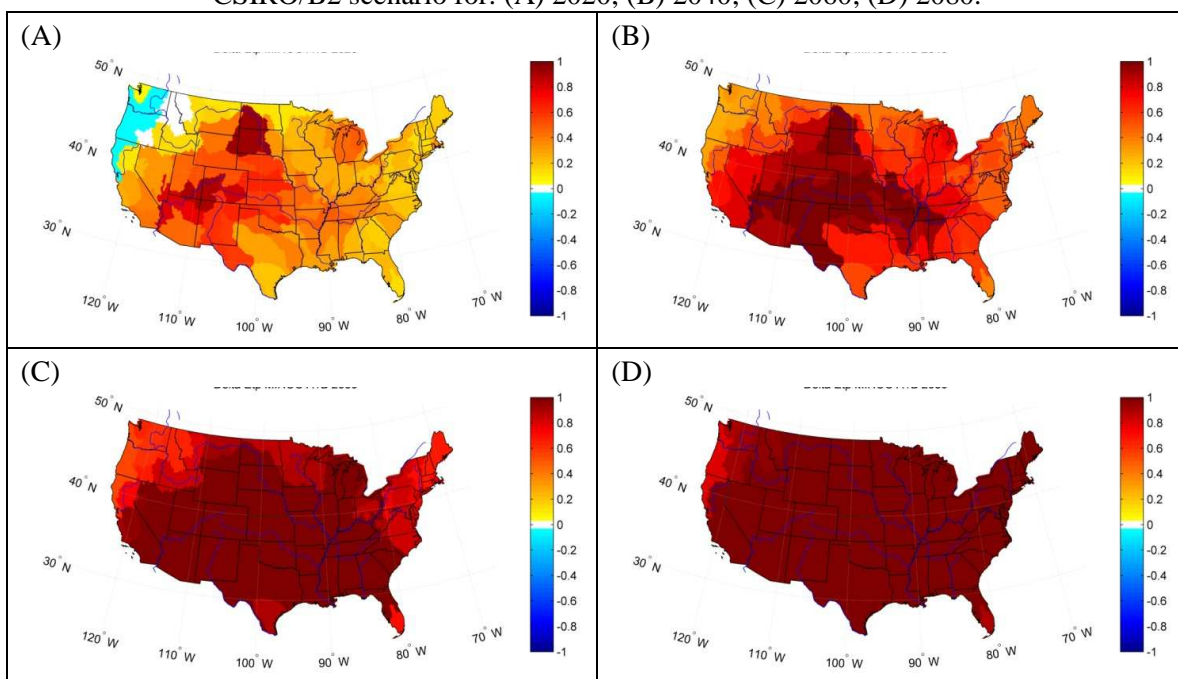 CSIRO/B2 scenario for: (A) 2020, (B) 2040, (C) 2060, (D) 2080.
(A)
50° N
40° N
30° N
120° W
110° W
100° W
90° W
80° W
70° W
1
0.8
0.6
0.4
0.2
0
-0.2
-0.4
-0.6
-0.8
-1
(B)
50° N
40° N
30° N
120° W
110° W
100° W
90° W
80° W
70° W
1
0.8
0.6
0.4
0.2
0
-0.2
-0.4
-0.6
-0.8
-1
(C)
50° N
40° N
30° N
120° W
110° W
100° W
90° W
80° W
70° W
1
0.8
0.6
0.4
0.2
0
-0.2
-0.4
-0.6
-0.8
-1
(D)
50° N
40° N
30° N
120° W
110° W
100° W
90° W
80° W
70° W
1
0.8
0.6
0.4
0.2
0
-0.2
-0.4
-0.6
-0.8
-1